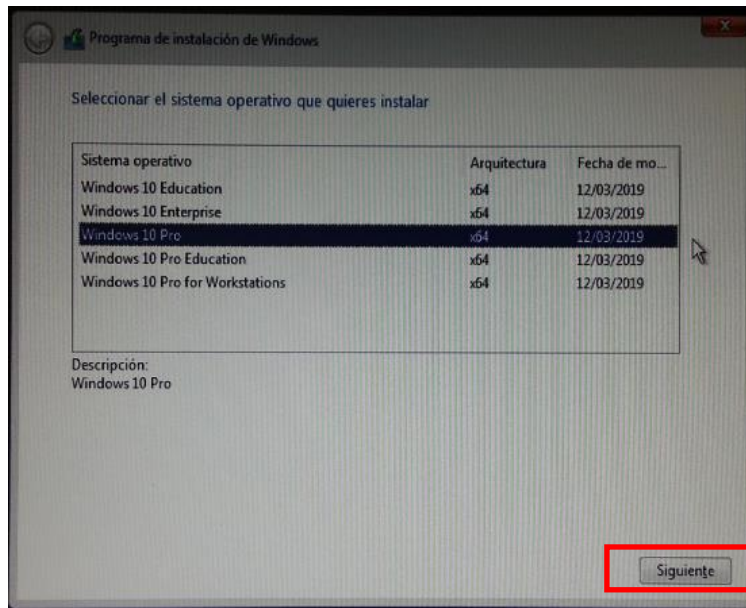 Programa de instalación de Windows
Seleccionar el sistema operativo que quieres instalar
Sistema operativo Arquitectura Fecha de mo...
Windows 10 Education x64 12/03/2019
Windows 10 Enterprise x64 12/03/2019
Windows 10 Pro x64 12/03/2019
Windows 10 Pro Education x64 12/03/2019
Windows 10 Pro for Workstations x64 12/03/2019
Descripción:
Windows 10 Pro
Siguiente